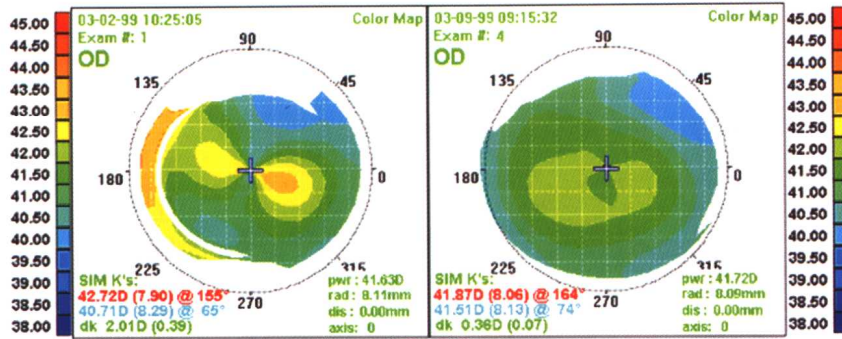 45.00
44.50
44.00
43.50
43.00
42.50
42.00
41.50
41.00
40.50
40.00
39.50
39.00
38.50
38.00
03-02-99 10:25:05 Color Map
Exam #: 1
OD
90
135
45
180
0
225
315
270
SIM K's:
42.72D (7.90) @ 155°
40.71D (8.29) @ 65°
dk 2.01D (0.39)
pwr: 41.63D
rad: 8.11mm
dis: 0.00mm
axis: 0
03-09-99 09:15:32 Color Map
Exam #: 4
OD
90
135
45
180
0
225
315
270
SIM K's:
41.87D (8.06) @ 164°
41.51D (8.13) @ 74°
dk 0.36D (0.07)
pwr: 41.72D
rad: 8.09mm
dis: 0.00mm
axis: 0
45.00
44.50
44.00
43.50
43.00
42.50
42.00
41.50
41.00
40.50
40.00
39.50
39.00
38.50
38.00